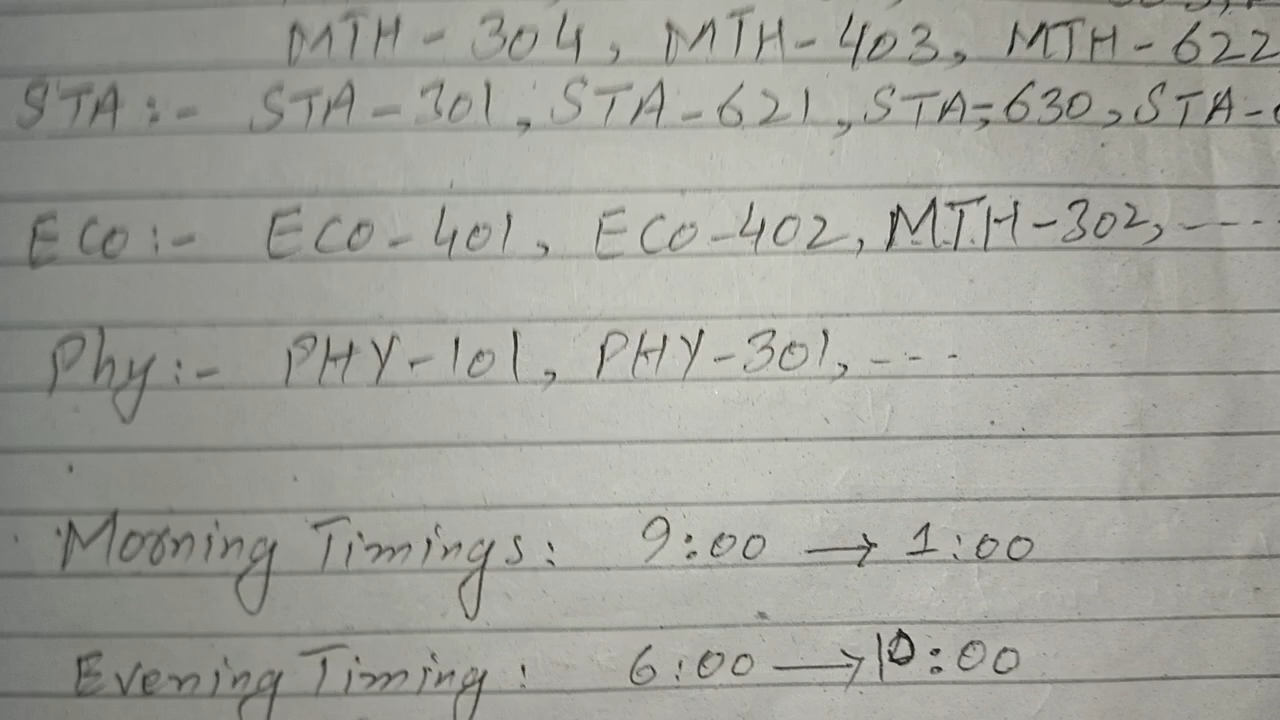 MTH-304, MTH-403, MTH-622
STA:- STA-301, STA-621, STA-630, STA-
ECO:- ECO-401, ECO-402, MTH-302, ----
Phy:- PHY-101, PHY-301, ---
Morning Timings: 9:00 → 1:00
Evening Timing: 6:00 → 10:00